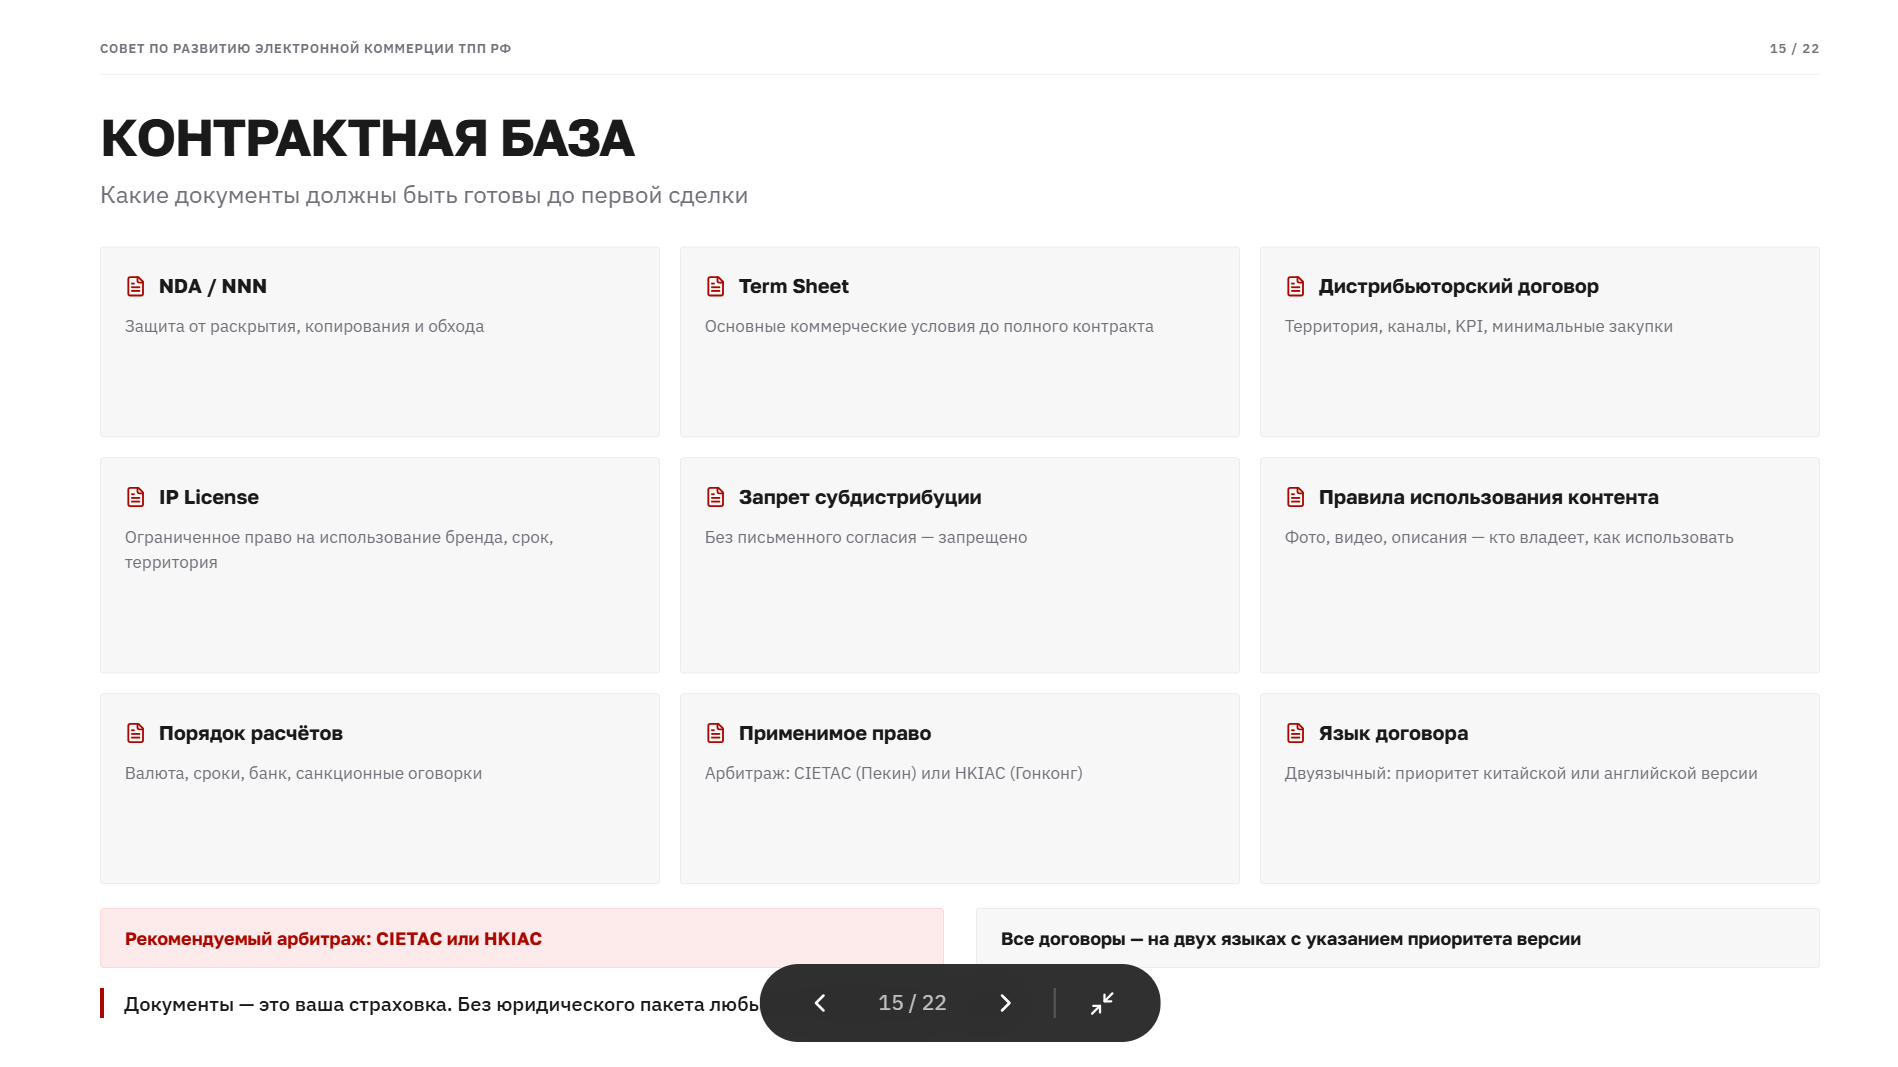 СОВЕТ ПО РАЗВИТИЮ ЭЛЕКТРОННОЙ КОММЕРЦИИ ТПП РФ
15 / 22
КОНТРАКТНАЯ БАЗА
Какие документы должны быть готовы до первой сделки
NDA / NNN
Защита от раскрытия, копирования и обхода
Term Sheet
Основные коммерческие условия до полного контракта
Дистрибьюторский договор
Территория, каналы, KPI, минимальные закупки
IP License
Ограниченное право на использование бренда, срок,
территория
Запрет субдистрибуции
Без письменного согласия — запрещено
Правила использования контента
Фото, видео, описания — кто владеет, как использовать
Порядок расчётов
Валюта, сроки, банк, санкционные оговорки
Применимое право
Арбитраж: CIETAC (Пекин) или HKIAC (Гонконг)
Язык договора
Двуязычный: приоритет китайской или английской версии
Рекомендуемый арбитраж: CIETAC или HKIAC
Все договоры — на двух языках с указанием приоритета версии
Документы — это ваша страховка. Без юридического пакета
15 / 22